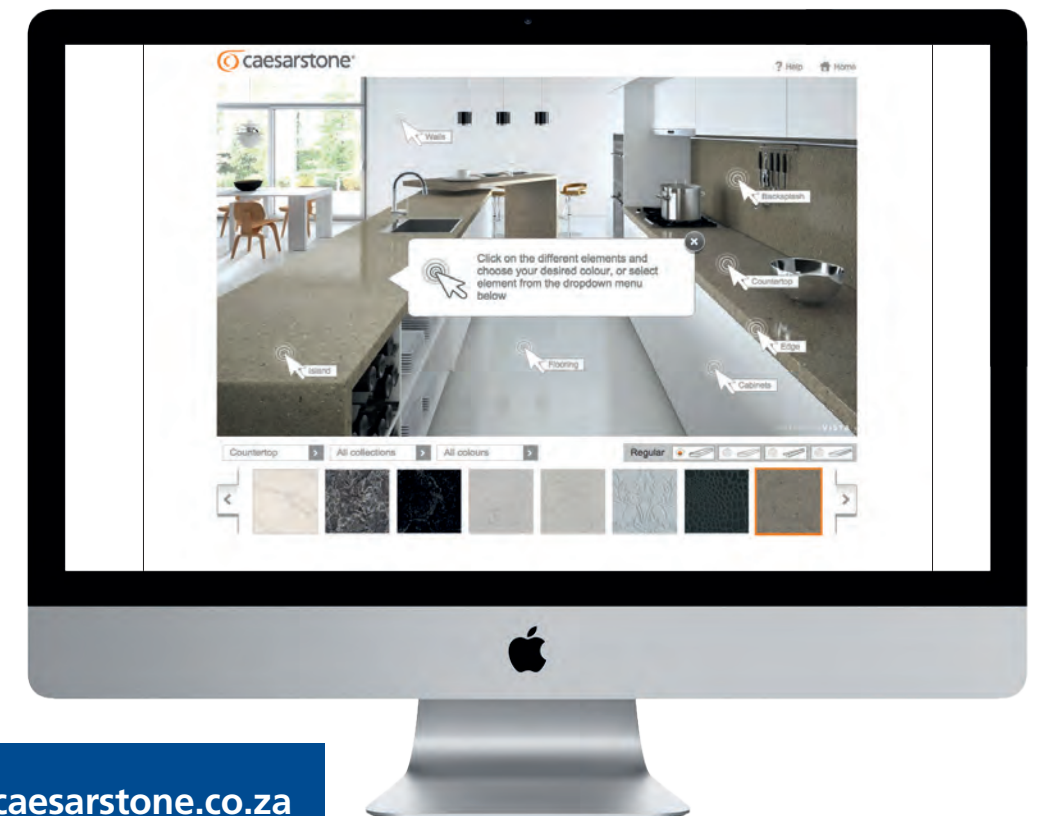 caesarstone®
? Help Home
Walls
Backsplash
Click on the different elements and
choose your desired colour, or select
element from the dropdown menu
below
Countertop
Edge
Island
Flooring
Cabinets
VISTA
Countertop
All collections
All colours
Regular
caesarstone.co.za